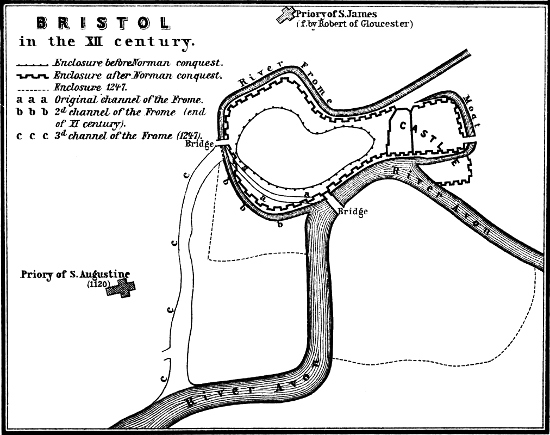 BRISTOL
in the XII century.
Enclosure before Norman conquest.
Enclosure after Norman conquest.
Enclosure 1247.
a a a Original channel of the Frome.
b b b 2d channel of the Frome (end
of XI century).
c c c 3d channel of the Frome (1247).
Priory of S. James
(f. by Robert of Gloucester)
River Frome
Moat
CASTLE
Bridge
River Avon
Bridge
a
a
b
b
b
c
c
c
c
Priory of S. Augustine
(1120)
River Avon